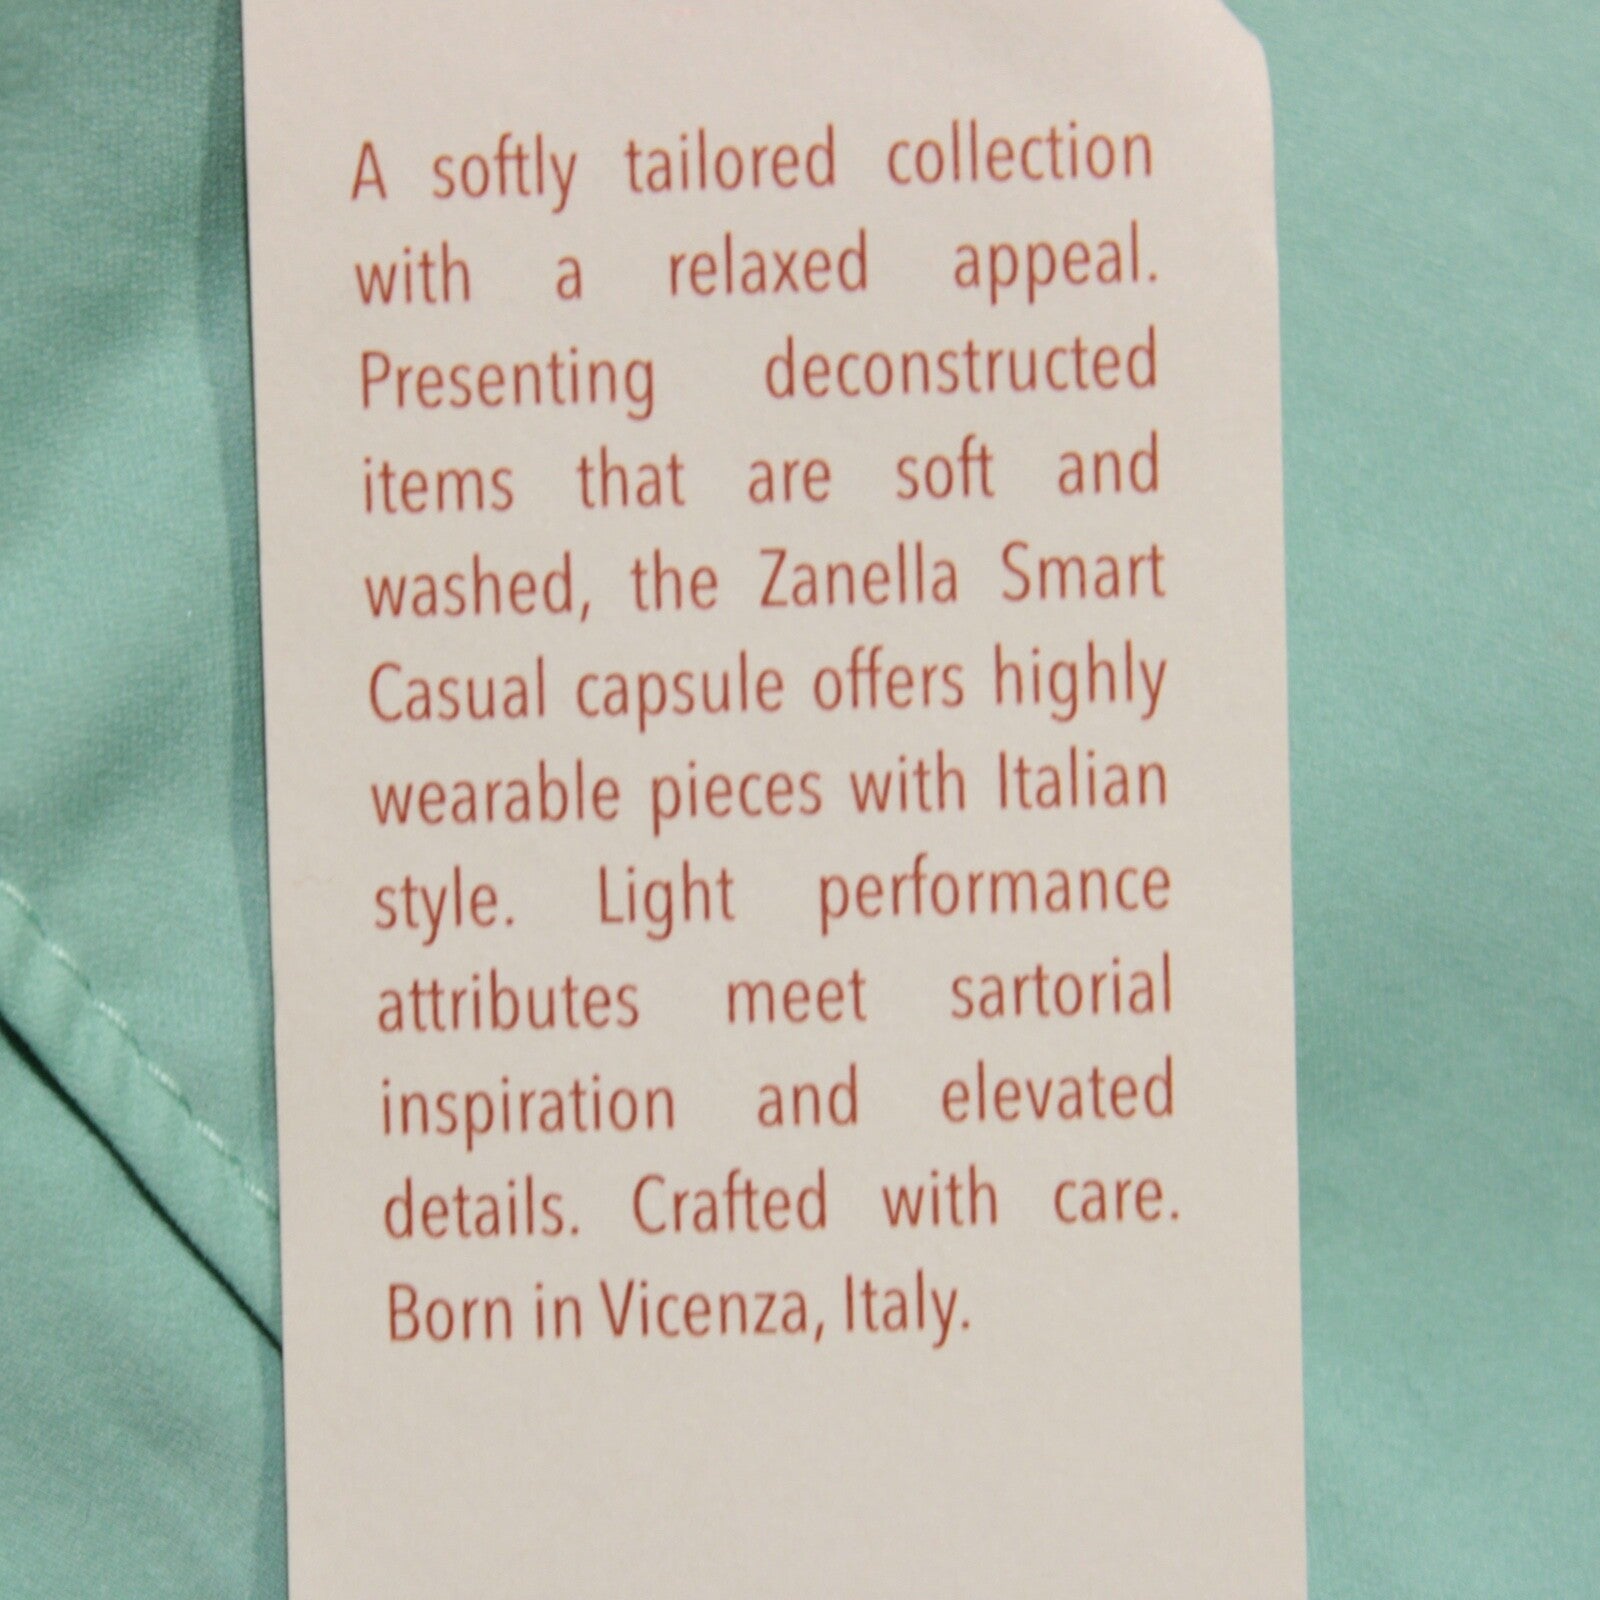 A softly tailored collection
with a relaxed appeal.
Presenting deconstructed
items that are soft and
washed, the Zanella Smart
Casual capsule offers highly
wearable pieces with Italian
style. Light performance
attributes meet sartorial
inspiration and elevated
details. Crafted with care.
Born in Vicenza, Italy.